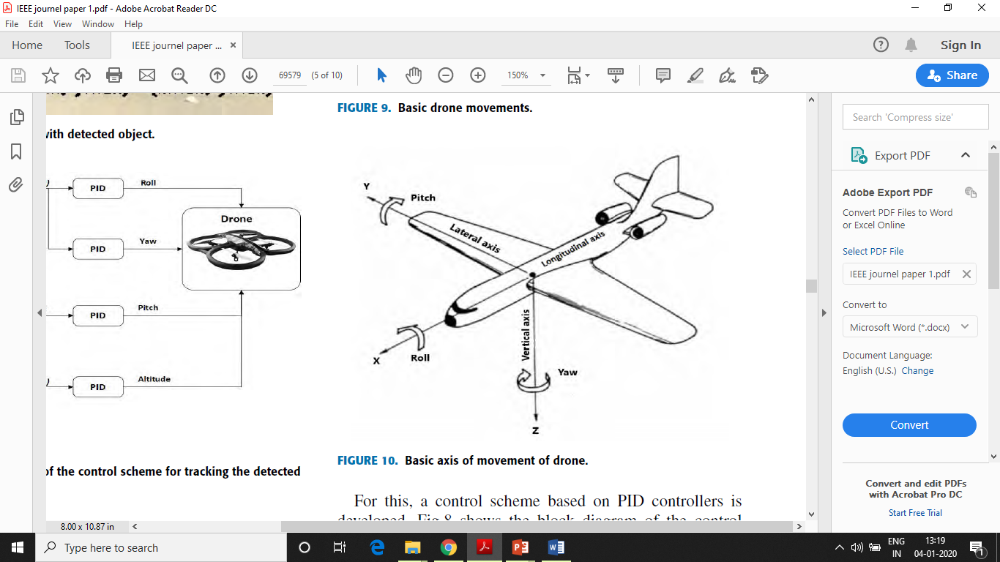 IEEE journel paper 1.pdf - Adobe Acrobat Reader DC
File Edit View Window Help
Home Tools IEEE journel paper ... × Sign In
69579 (5 of 10) 150% Share
FIGURE 9. Basic drone movements.
with detected object.
PID Roll
Drone
PID Yaw
PID Pitch
PID Altitude
of the control scheme for tracking the detected
Y
Pitch
Lateral axis
Longitudinal axis
Vertical axis
X
Roll
Yaw
Z
FIGURE 10. Basic axis of movement of drone.
For this, a control scheme based on PID controllers is
developed. Fig.8 shows the block diagram of the control
8.00 x 10.87 in
Search 'Compress size'
Export PDF
Adobe Export PDF
Convert PDF Files to Word
or Excel Online
Select PDF File
IEEE journel paper 1.pdf
Convert to
Microsoft Word (*.docx)
Document Language:
English (U.S.) Change
Convert
Convert and edit PDFs
with Acrobat Pro DC
Start Free Trial
Type here to search
ENG
IN
13:19
04-01-2020
1